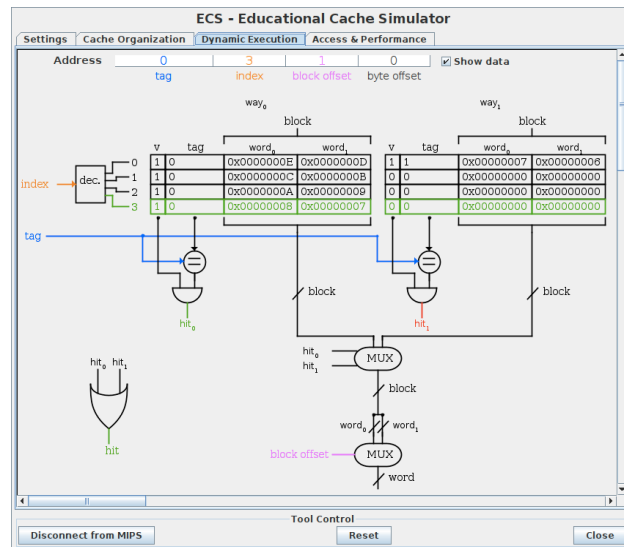 ECS - Educational Cache Simulator
Settings Cache Organization Dynamic Execution Access & Performance
Address 0 3 1 0 Show data
tag index block offset byte offset
way0 way1
block block
v tag word0 word1 v tag word0 word1
0 1 0 0x0000000E 0x0000000D 1 1 0x00000007 0x00000006
1 1 0 0x0000000C 0x0000000B 0 0 0x00000000 0x00000000
index dec. 2 1 0 0x0000000A 0x00000009 0 0 0x00000000 0x00000000
3 1 0 0x00000008 0x00000007 0 0 0x00000000 0x00000000
tag
= =
block block
hit0 hit1
hit0
MUX
hit1
hit0 hit1
block
word0 word1
hit
block offset MUX
word
Tool Control
Disconnect from MIPS Reset Close